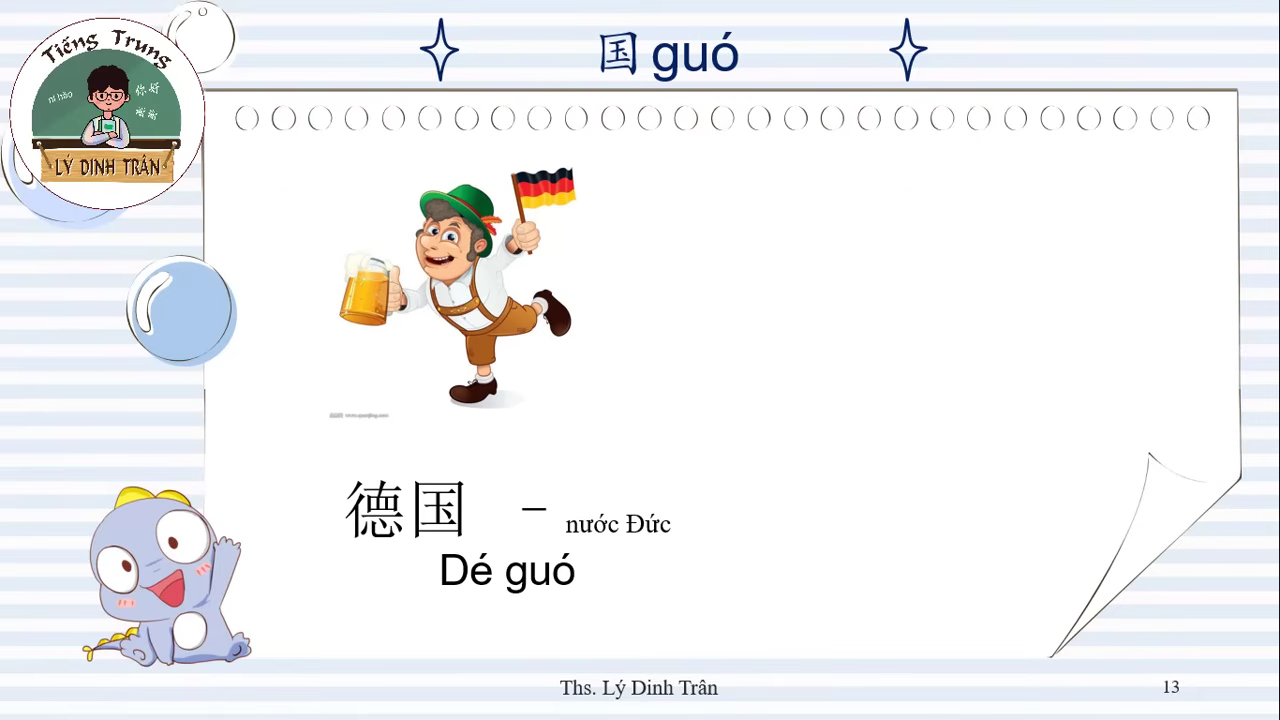 Tiếng Trung
nǐ hǎo
你好
谢谢
LÝ DINH TRÂN
国 guó
德国 – nước Đức
Dé guó
Ths. Lý Dinh Trân
13